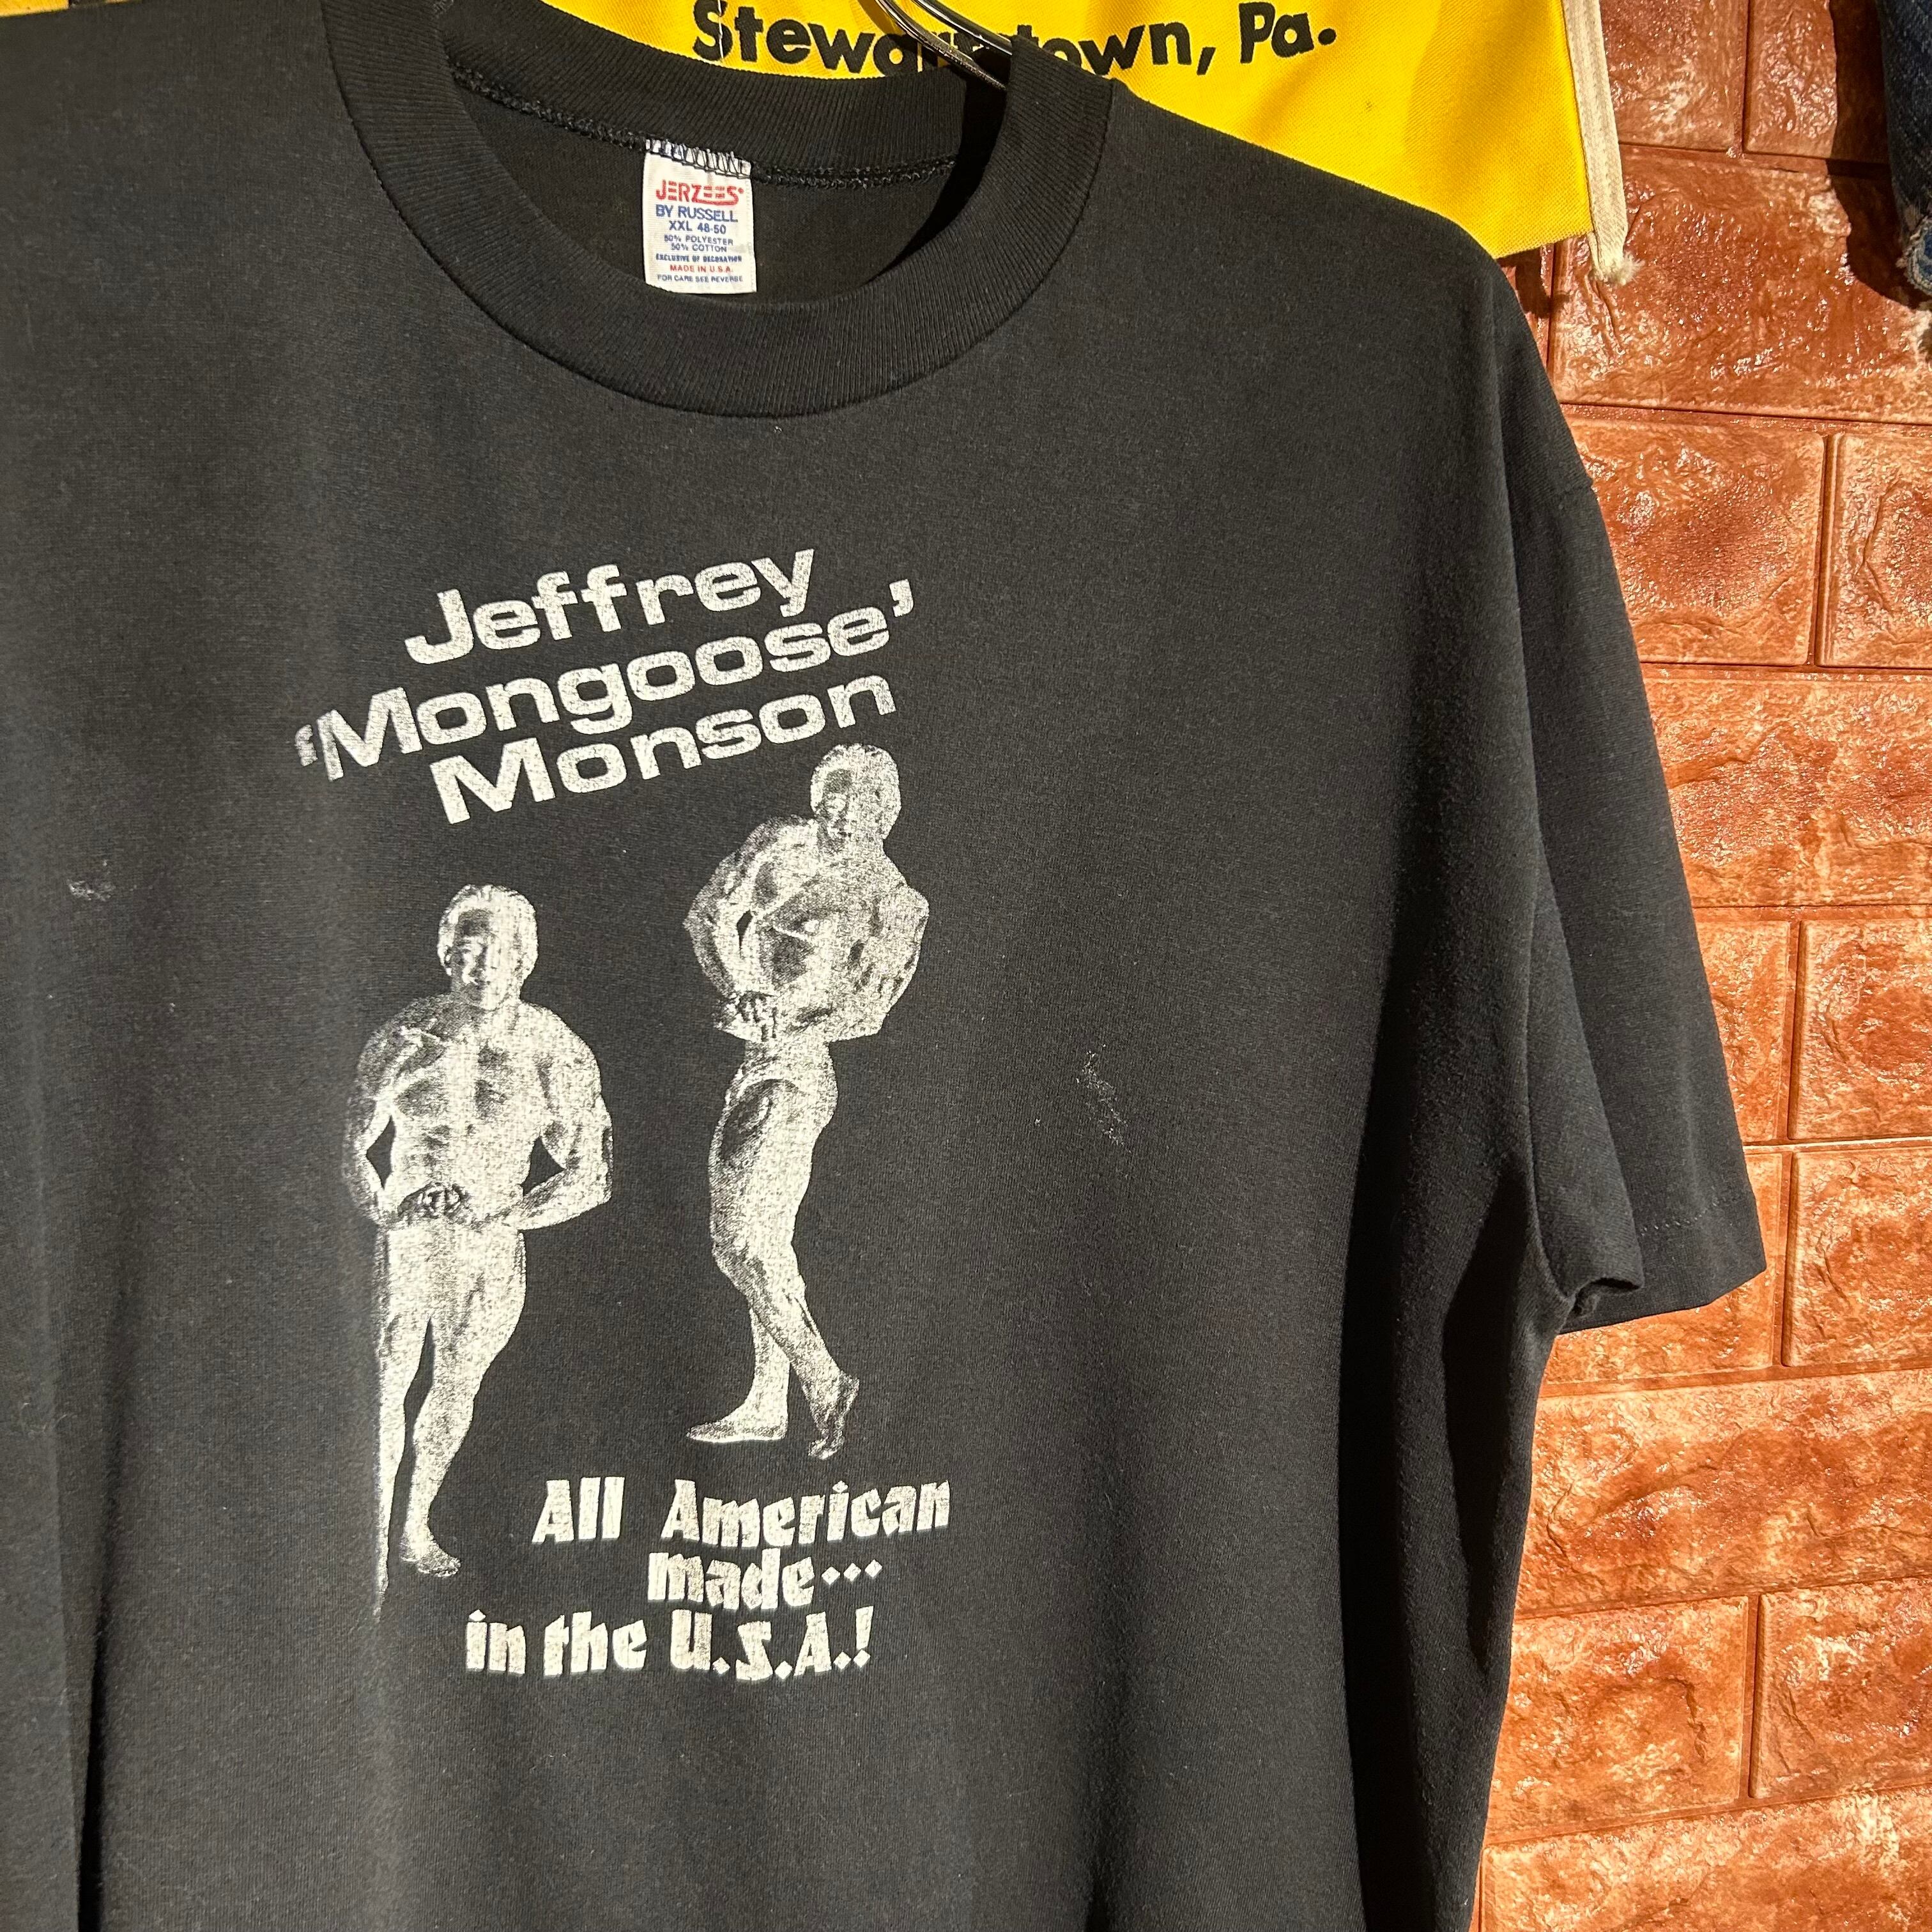 Stewartstown, Pa.
JERZEES®
BY RUSSELL
XXL 48-50
50% POLYESTER
50% COTTON
EXCLUSIVE OF DECORATION
MADE IN U.S.A.
FOR CARE SEE REVERSE
Jeffrey
'Mongoose'
Monson
All American
made...
in the U.S.A.!